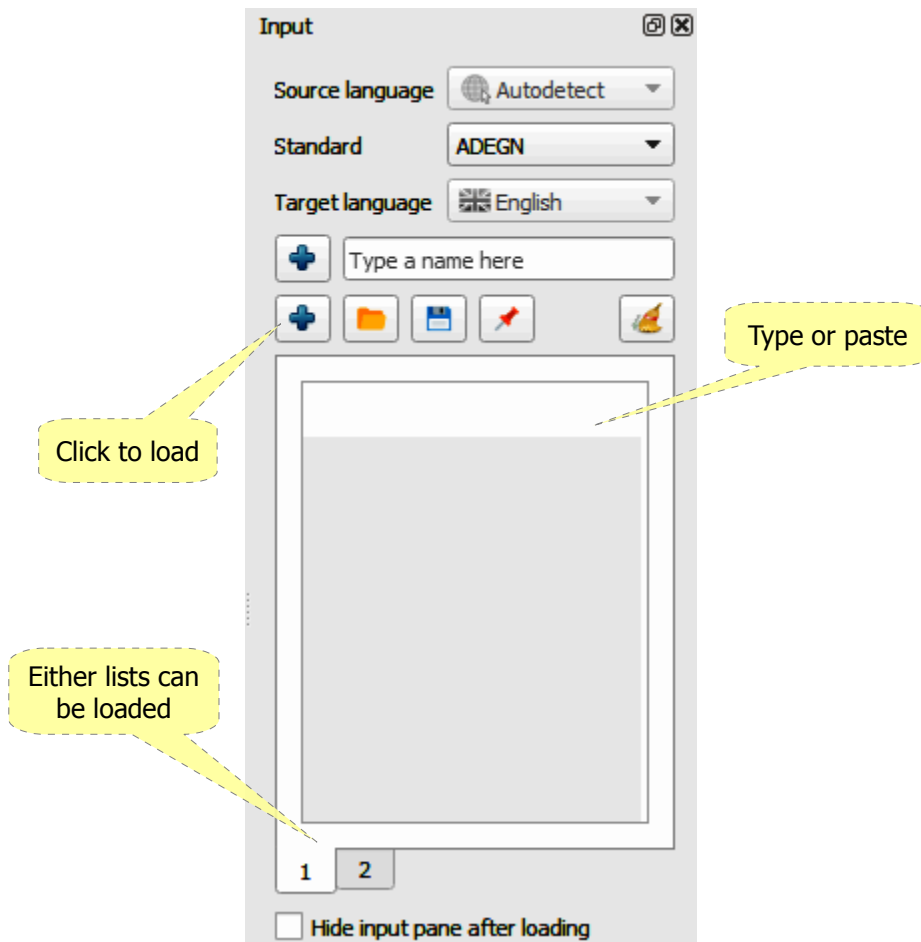 Input
Source language Autodetect
Standard ADEGN
Target language English
Type a name here
Type or paste
Click to load
Either lists can
be loaded
1 2
Hide input pane after loading